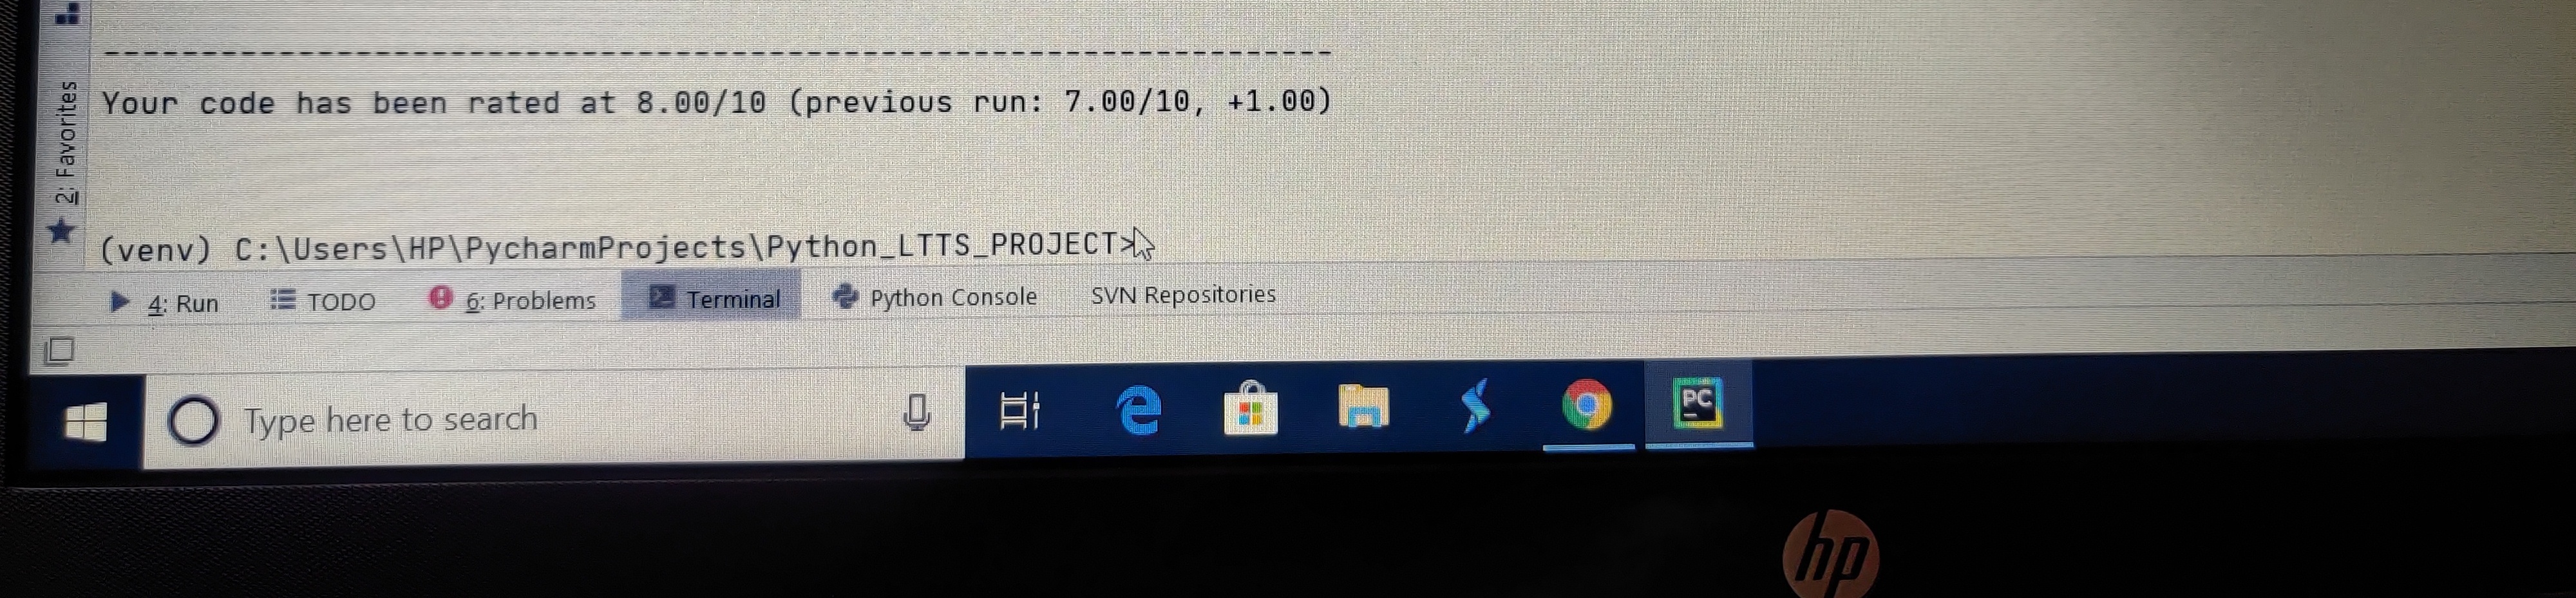 ------------------------------------------------------------------
Your code has been rated at 8.00/10 (previous run: 7.00/10, +1.00)
2: Favorites
(venv) C:\Users\HP\PycharmProjects\Python_LTTS_PROJECT>
4: Run TODO 6: Problems Terminal Python Console SVN Repositories
Type here to search
PC
hp